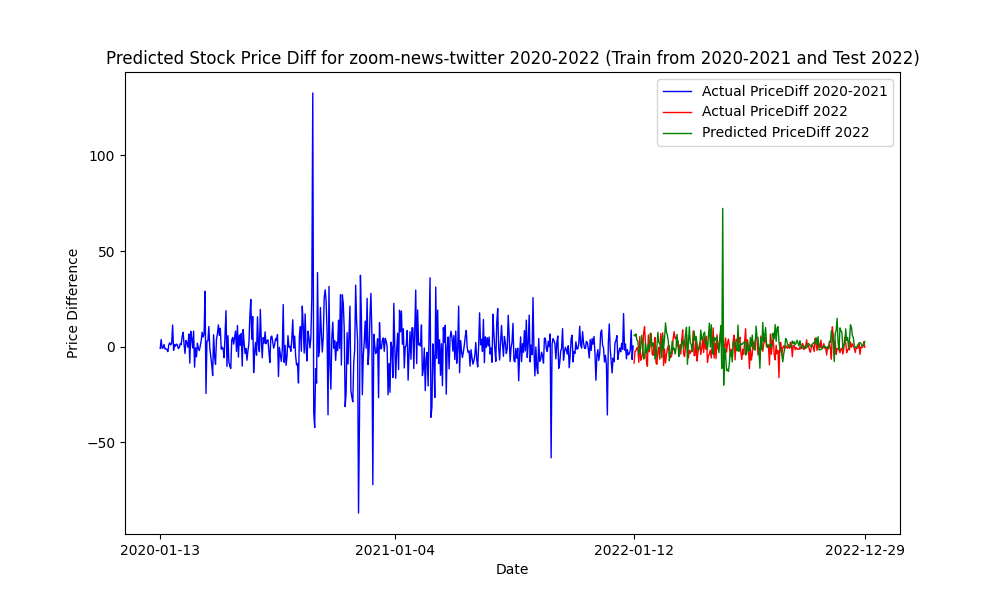 Predicted Stock Price Diff for zoom-news-twitter 2020-2022 (Train from 2020-2021 and Test 2022)
Actual PriceDiff 2020-2021
Actual PriceDiff 2022
Predicted PriceDiff 2022
100
50
0
−50
Price Difference
2020-01-13 2021-01-04 2022-01-12 2022-12-29
Date